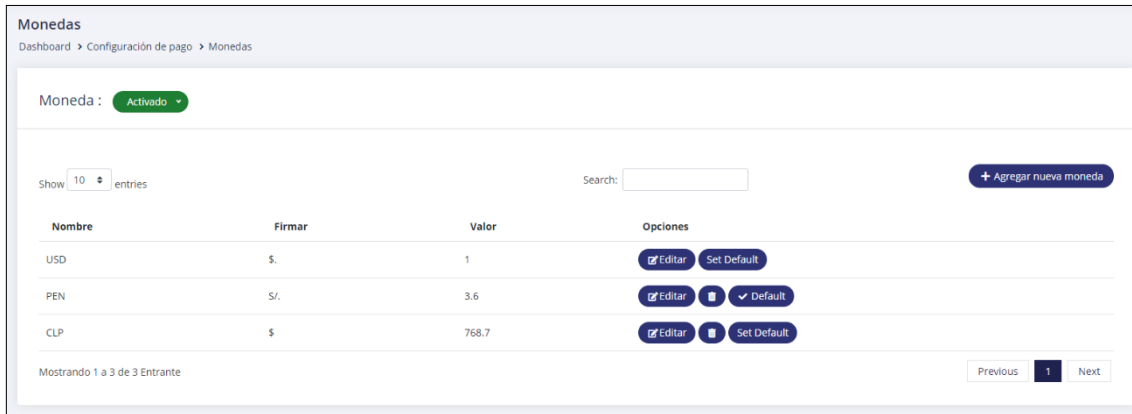 Monedas
Dashboard > Configuración de pago > Monedas
Moneda : Activado
Show 10 entries Search: + Agregar nueva moneda
Nombre Firmar Valor Opciones
USD $. 1 Editar Set Default
PEN S/. 3.6 Editar Default
CLP $ 768.7 Editar Set Default
Mostrando 1 a 3 de 3 Entrante Previous 1 Next